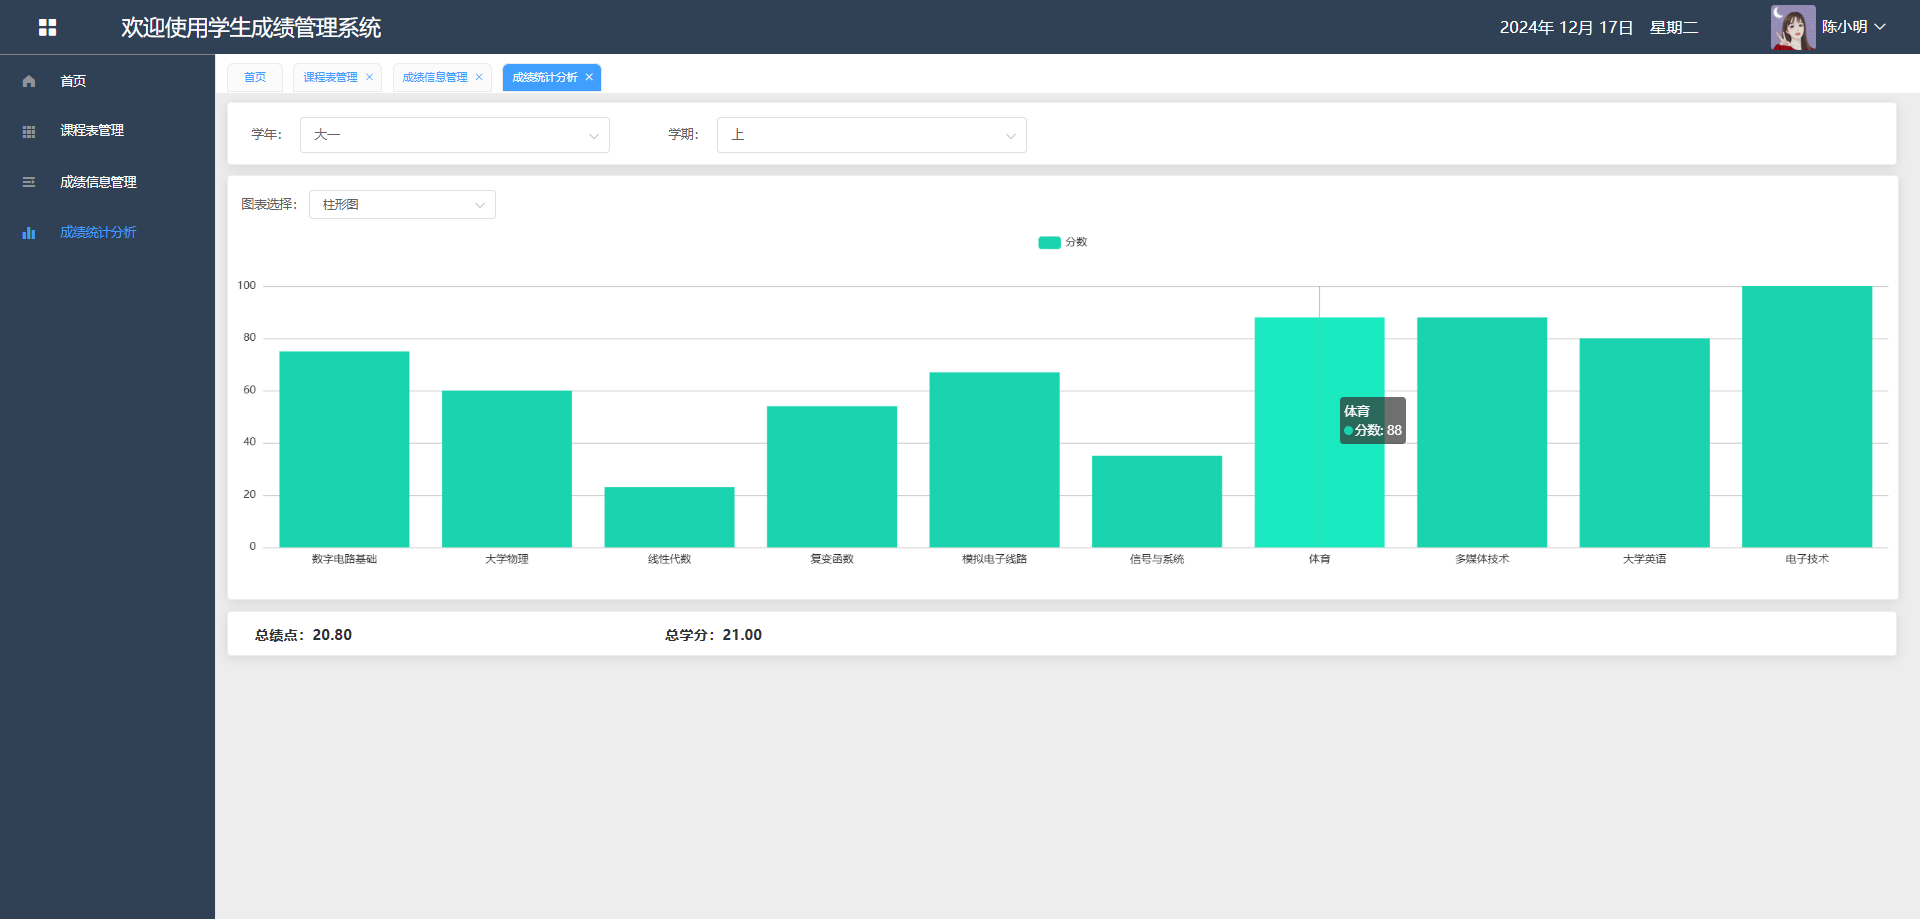 欢迎使用学生成绩管理系统
2024年 12月 17日 星期二
陈小明
首页
课程表管理
成绩信息管理
成绩统计分析
首页
课程表管理
成绩信息管理
成绩统计分析
学年：
大一
学期：
上
图表选择：
柱形图
分数
100
80
60
40
20
0
体育
分数: 88
数字电路基础
大学物理
线性代数
复变函数
模拟电子线路
信号与系统
体育
多媒体技术
大学英语
电子技术
总绩点：20.80
总学分：21.00